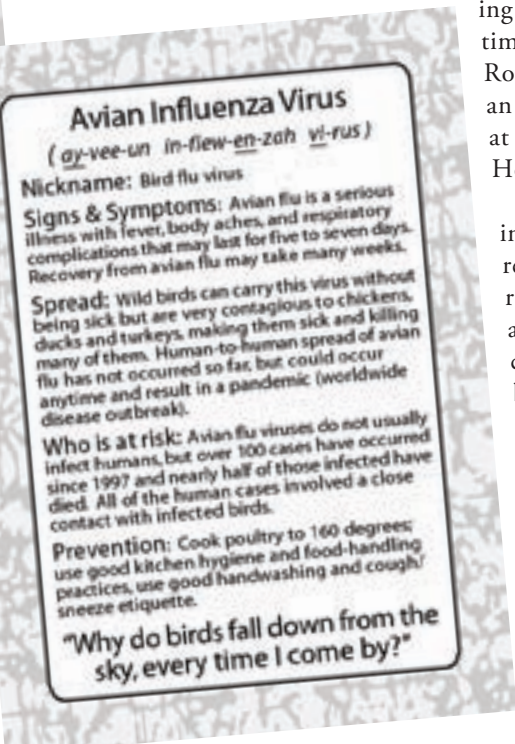 Avian Influenza Virus
(ay-vee-un in-flew-en-zah vi-rus)
Nickname: Bird flu virus
Signs & Symptoms: Avian flu is a serious
illness with fever, body aches, and respiratory
complications that may last for five to seven days.
Recovery from avian flu may take many weeks.
Spread: Wild birds can carry this virus without
being sick but are very contagious to chickens,
ducks and turkeys, making them sick and killing
many of them. Human-to-human spread of avian
flu has not occurred so far, but could occur
anytime and result in a pandemic (worldwide
disease outbreak).
Who is at risk: Avian flu viruses do not usually
infect humans, but over 100 cases have occurred
since 1997 and nearly half of those infected have
died. All of the human cases involved a close
contact with infected birds.
Prevention: Cook poultry to 160 degrees;
use good kitchen hygiene and food-handling
practices, use good handwashing and cough/
sneeze etiquette.
"Why do birds fall down from the
sky, every time I come by?"
ing
tim
Ro
an
at
He
in